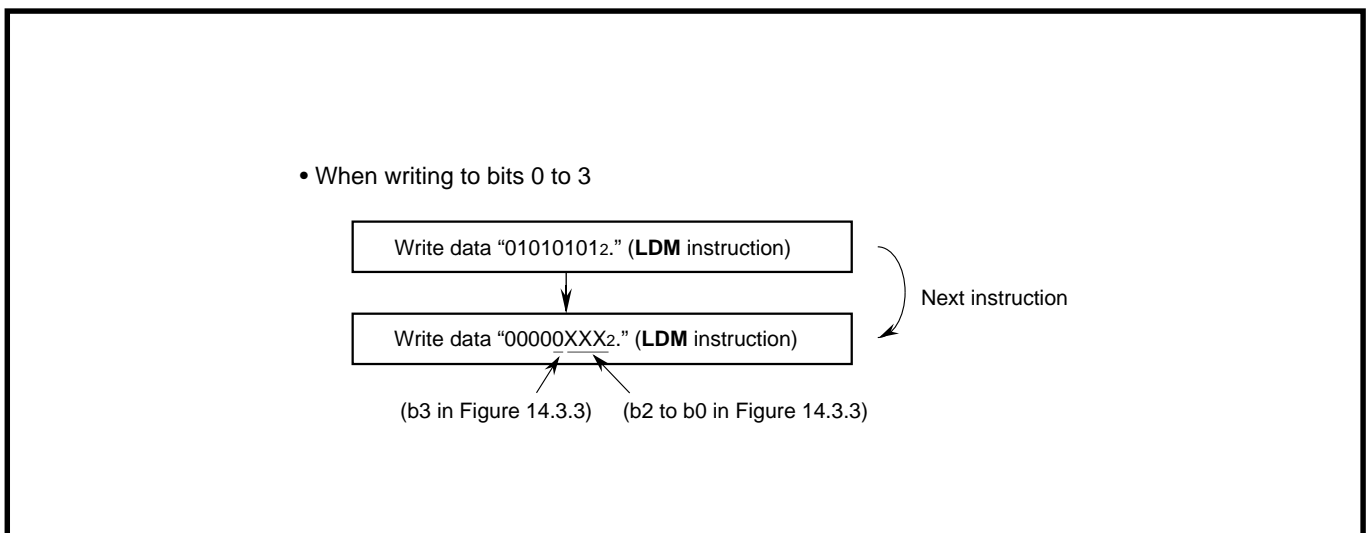 • When writing to bits 0 to 3
Write data “01010101₂.” (LDM instruction)
Next instruction
Write data “00000XXX₂.” (LDM instruction)
(b3 in Figure 14.3.3) (b2 to b0 in Figure 14.3.3)